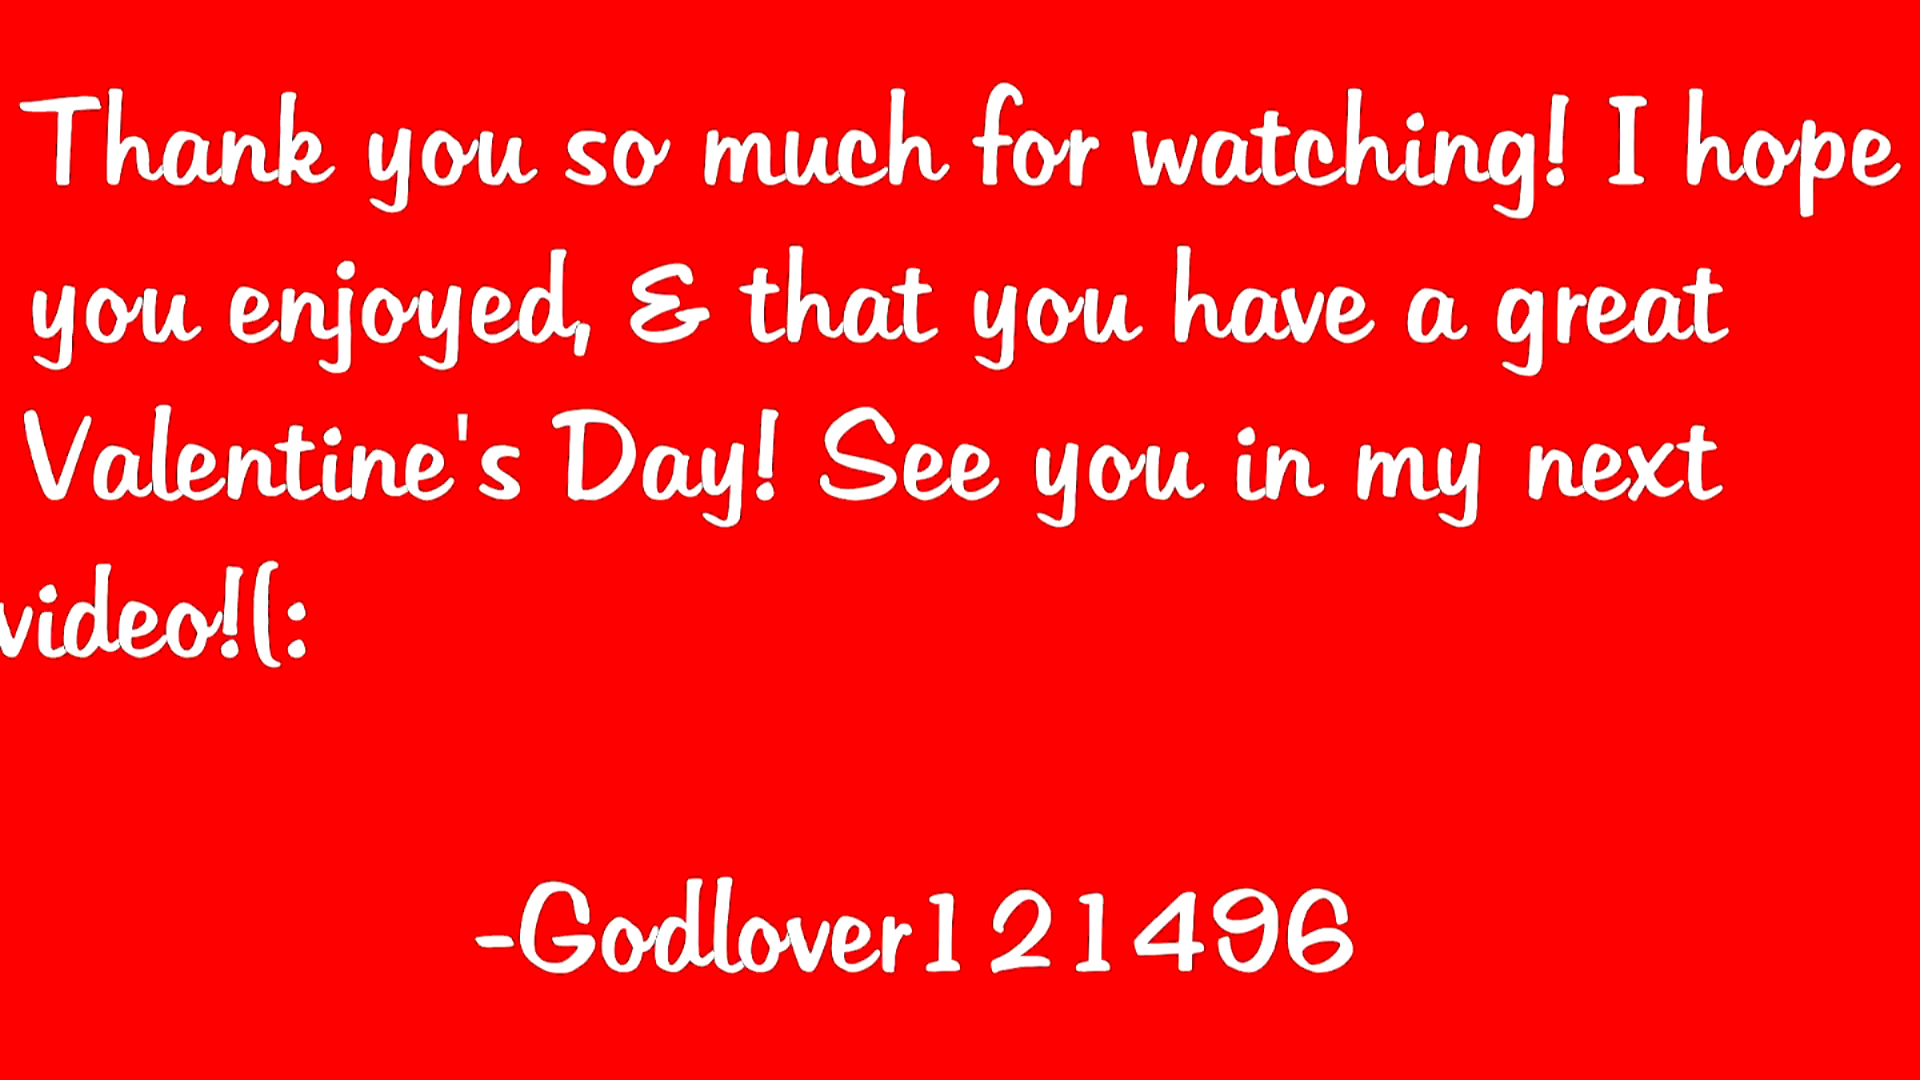 Thank you so much for watching! I hope
you enjoyed, & that you have a great
Valentine's Day! See you in my next
video!(:
-Godlover121496